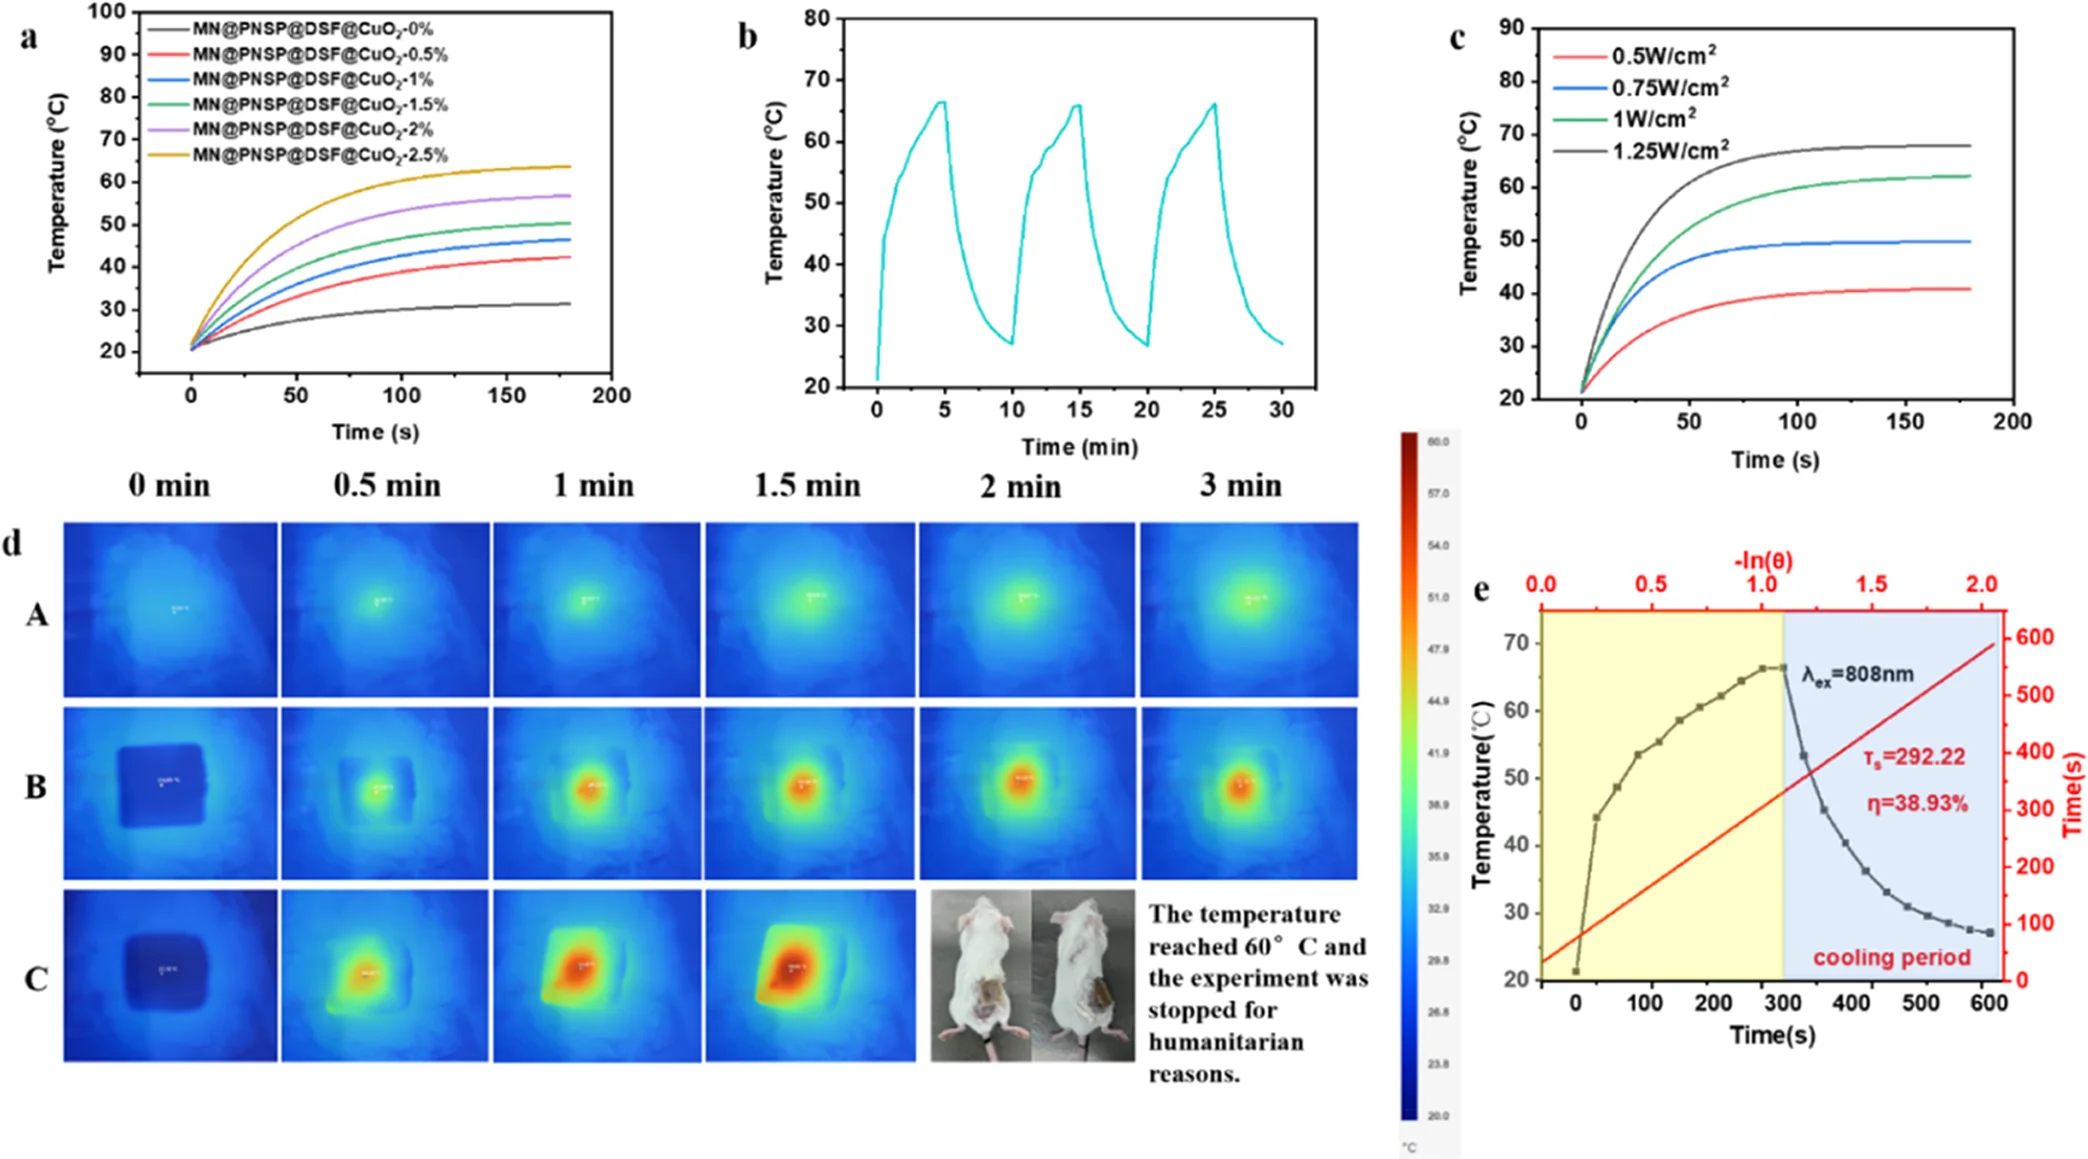 a
100
90
80
70
60
50
40
30
20
Temperature (°C)
MN@PNSP@DSF@CuO₂-0%
MN@PNSP@DSF@CuO₂-0.5%
MN@PNSP@DSF@CuO₂-1%
MN@PNSP@DSF@CuO₂-1.5%
MN@PNSP@DSF@CuO₂-2%
MN@PNSP@DSF@CuO₂-2.5%
0 50 100 150 200
Time (s)
b
80
70
60
50
40
30
20
Temperature (°C)
0 5 10 15 20 25 30
Time (min)
c
90
80
70
60
50
40
30
20
Temperature (°C)
0.5W/cm²
0.75W/cm²
1W/cm²
1.25W/cm²
0 50 100 150 200
Time (s)
d
0 min 0.5 min 1 min 1.5 min 2 min 3 min
A
B
C
The temperature
reached 60° C and
the experiment was
stopped for
humanitarian
reasons.
60.0
57.0
54.0
51.0
47.9
44.9
41.9
38.9
35.9
32.9
29.8
26.8
23.8
20.0
°C
e
-ln(θ)
0.0 0.5 1.0 1.5 2.0
70
60
50
40
30
20
Temperature(℃)
λex=808nm
τs=292.22
η=38.93%
cooling period
600
500
400
300
200
100
0
Time(s)
0 100 200 300 400 500 600
Time(s)